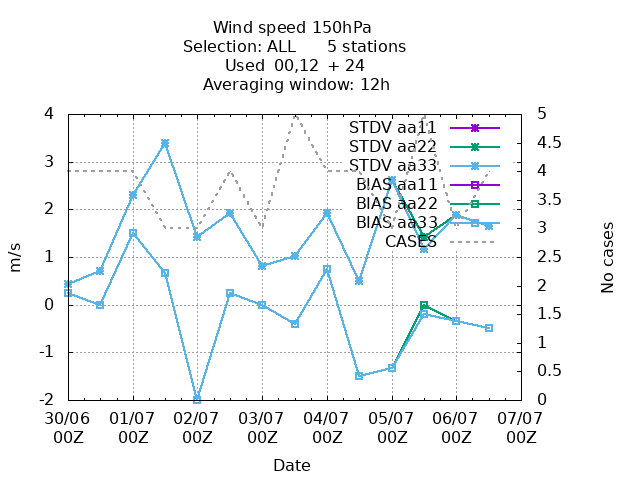 Wind speed 150hPa
Selection: ALL 5 stations
Used 00,12 + 24
Averaging window: 12h
m/s
4
3
2
1
0
-1
-2
STDV aa11
STDV aa22
STDV aa33
BIAS aa11
BIAS aa22
BIAS aa33
CASES
5
4.5
4
3.5
3
2.5
2
1.5
1
0.5
0
No cases
30/06 01/07 02/07 03/07 04/07 05/07 06/07 07/07
00Z 00Z 00Z 00Z 00Z 00Z 00Z 00Z
Date